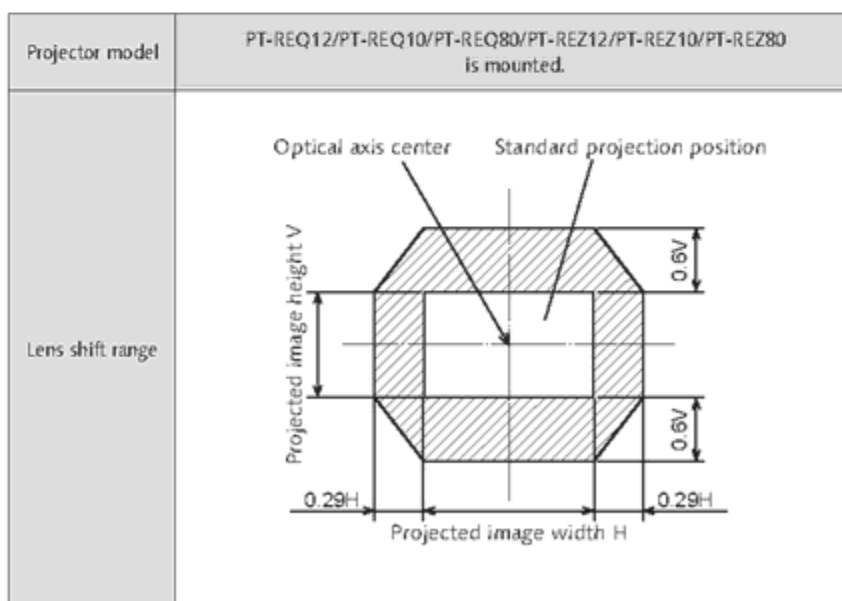 Projector model
PT-REQ12/PT-REQ10/PT-REQ80/PT-REZ12/PT-REZ10/PT-REZ80
is mounted.
Lens shift range
Optical axis center
Standard projection position
Projected image height V
0.6V
0.6V
0.29H
0.29H
Projected image width H